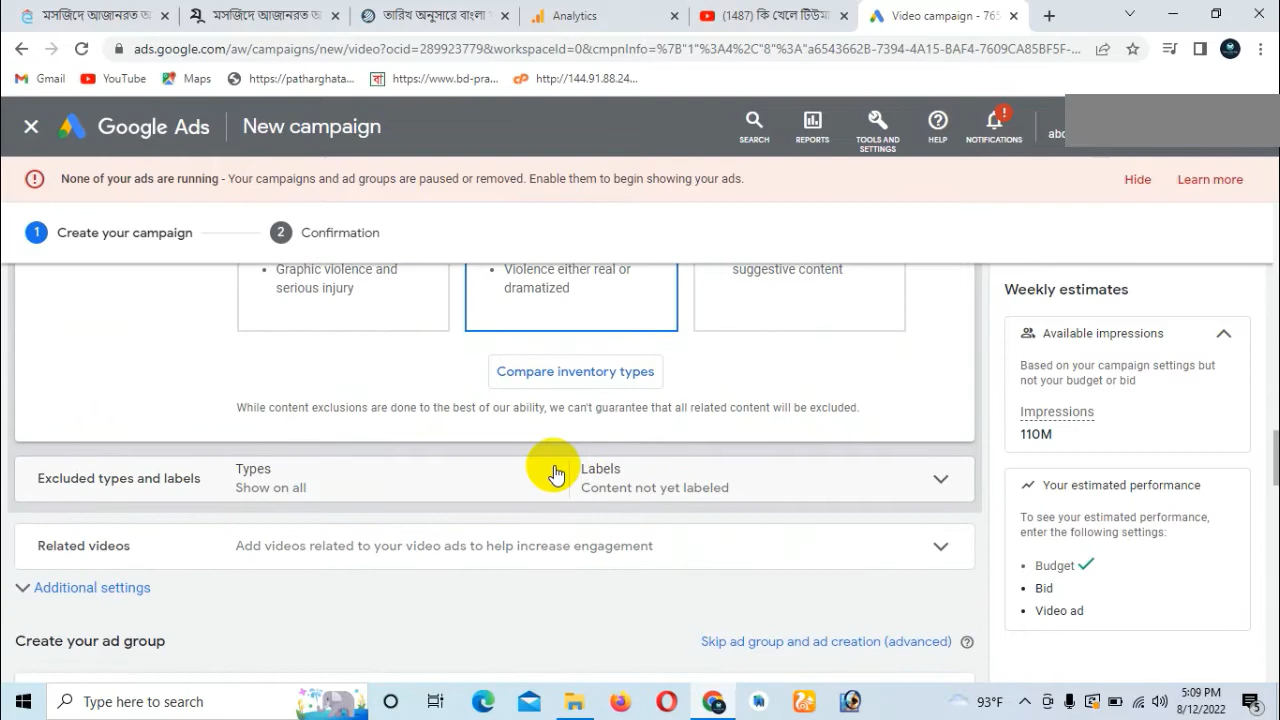 মসজিদে আজানরত অ
মসজিদে আজানরত অ
তারিখ অনুসারে বাংলা
Analytics
(1487) কি খেলে টিউমা
Video campaign - 765
ads.google.com/aw/campaigns/new/video?ocid=289923779&workspaceId=0&cmpnInfo=%7B"1"%3A4%2C"8"%3A"a6543662B-7394-4A15-BAF4-7609CA85BF5F-...
Gmail
YouTube
Maps
https://patharghata...
https://www.bd-pra...
http://144.91.88.24...
Google Ads
New campaign
SEARCH
REPORTS
TOOLS AND SETTINGS
HELP
NOTIFICATIONS
abc
None of your ads are running - Your campaigns and ad groups are paused or removed. Enable them to begin showing your ads.
Hide
Learn more
1 Create your campaign
2 Confirmation
• Graphic violence and
serious injury
• Violence either real or
dramatized
suggestive content
Compare inventory types
While content exclusions are done to the best of our ability, we can't guarantee that all related content will be excluded.
Excluded types and labels
Types
Show on all
Labels
Content not yet labeled
Related videos
Add videos related to your video ads to help increase engagement
Additional settings
Create your ad group
Skip ad group and ad creation (advanced)
Weekly estimates
Available impressions
Based on your campaign settings but
not your budget or bid
Impressions
110M
Your estimated performance
To see your estimated performance,
enter the following settings:
• Budget
• Bid
• Video ad
Type here to search
93°F
5:09 PM
8/12/2022
5